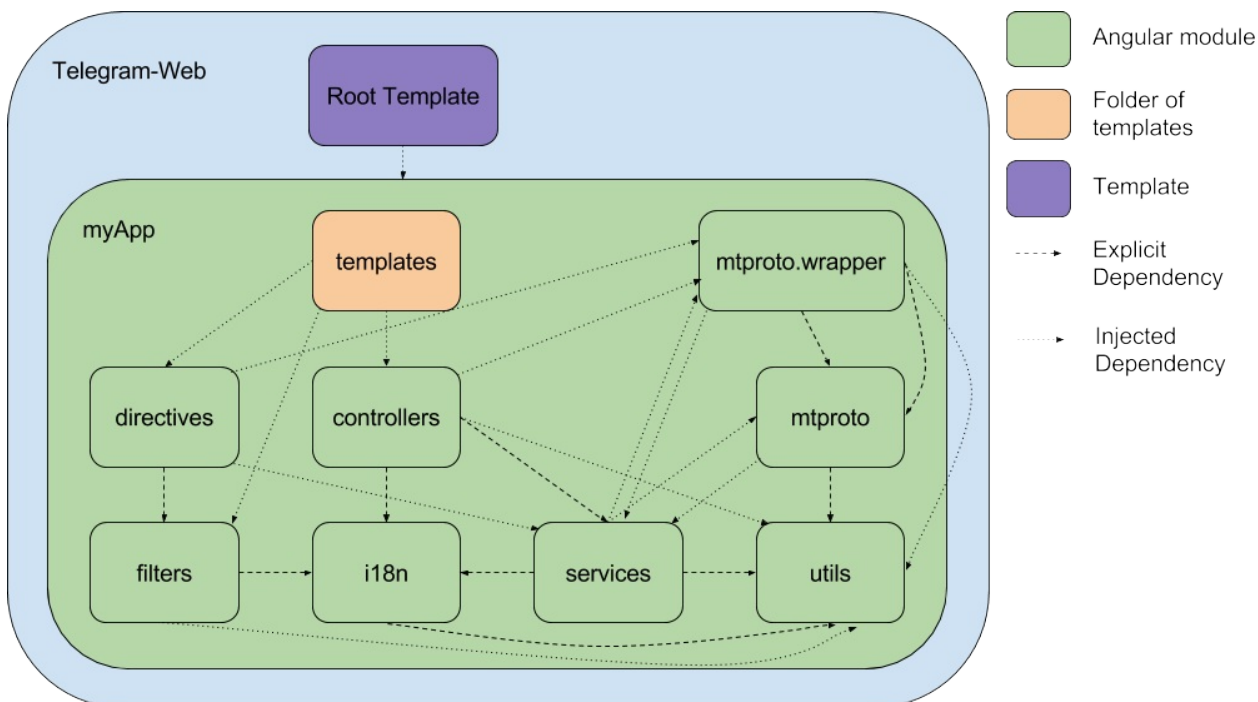 Telegram-Web
Root Template
myApp
templates
mtproto.wrapper
directives
controllers
mtproto
filters
i18n
services
utils
Angular module
Folder of
templates
Template
Explicit
Dependency
Injected
Dependency